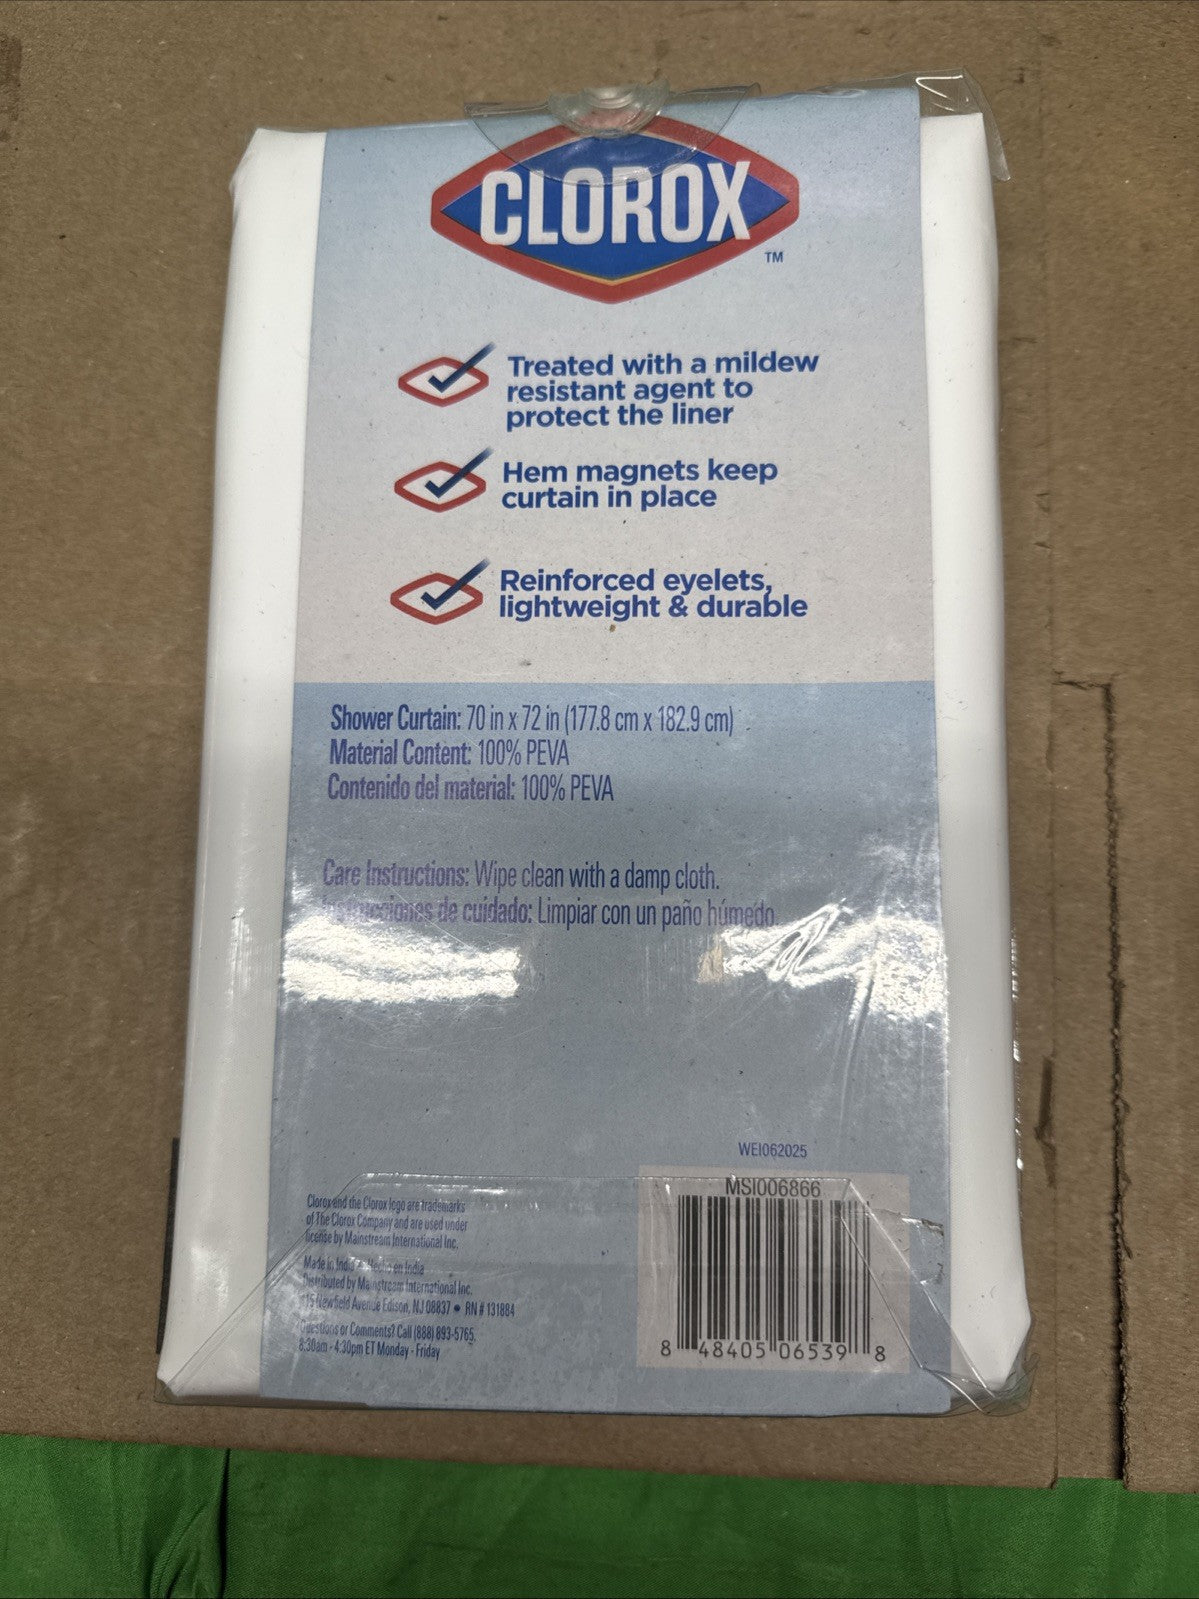 CLOROX
TM
Treated with a mildew
resistant agent to
protect the liner
Hem magnets keep
curtain in place
Reinforced eyelets,
lightweight & durable
Shower Curtain: 70 in x 72 in (177.8 cm x 182.9 cm)
Material Content: 100% PEVA
Contenido del material: 100% PEVA
Care Instructions: Wipe clean with a damp cloth.
Instrucciones de cuidado: Limpiar con un paño húmedo.
WEI062025
MSI006866
Clorox and the Clorox logo are trademarks
of The Clorox Company and are used under
license by Mainstream International Inc.
Made in India • Hecho en India
Distributed by Mainstream International Inc.
Newfield Avenue Edison, NJ 08837 • RN # 131884
Questions or Comments? Call (888) 893-5765,
8:30am - 4:30pm ET Monday - Friday
8 48405 06539 8